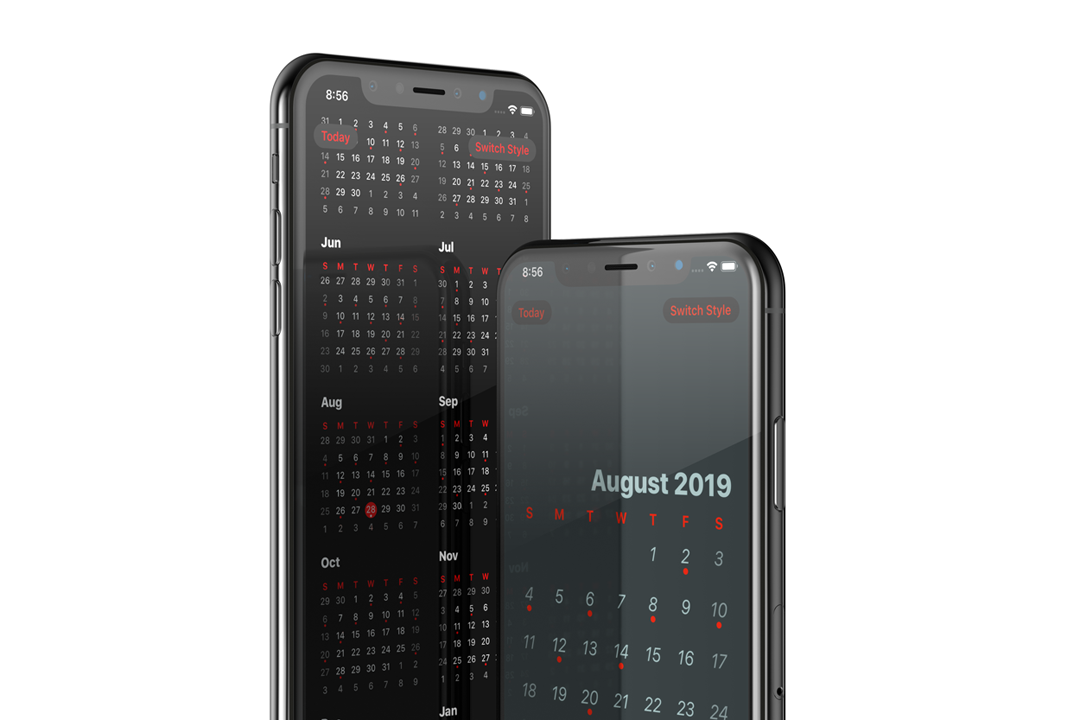 8:56
Today
Switch Style
31 1 2 3 4 5 6
10 11 12 13
14 15 16 17 18 19 20
21 22 23 24 25 26 27
28 29 30 1 2 3 4
5 6 7 8 9 10 11
28 29 30 1 2 3 4
5 6
12 13 14 15 16 17 18
19 20 21 22 23 24 25
26 27 28 29 30 31 1
2 3 4 5 6 7 8
Jun
S M T W T F S
26 27 28 29 30 31 1
2 3 4 5 6 7 8
9 10 11 12 13 14 15
16 17 18 19 20 21 22
23 24 25 26 27 28 29
30 1 2 3 4 5 6
Jul
S M T W
30 1 2 3
7 8 9 10
14 15 16 17
21 22 23 24
28 29 30 31
4 5 6 7
Aug
S M T W T F S
28 29 30 31 1 2 3
4 5 6 7 8 9 10
11 12 13 14 15 16 17
18 19 20 21 22 23 24
25 26 27 28 29 30 31
1 2 3 4 5 6 7
Sep
S M T W
1 2 3 4
8 9 10 11
15 16 17 18
22 23 24 25
29 30 1 2
6 7 8 9
Oct
S M T W T F S
29 30 1 2 3 4 5
6 7 8 9 10 11 12
13 14 15 16 17 18 19
20 21 22 23 24 25 26
27 28 29 30 31 1 2
3 4 5 6 7 8 9
Nov
S M T W
27 28 29 30
3 4 5 6
10 11 12 13
17 18 19 20
24 25 26 27
1 2 3 4
Jan
8:56
Today
Switch Style
August 2019
S M T W T F S
1 2 3
4 5 6 7 8 9 10
11 12 13 14 15 16 17
18 19 20 21 22 23 24